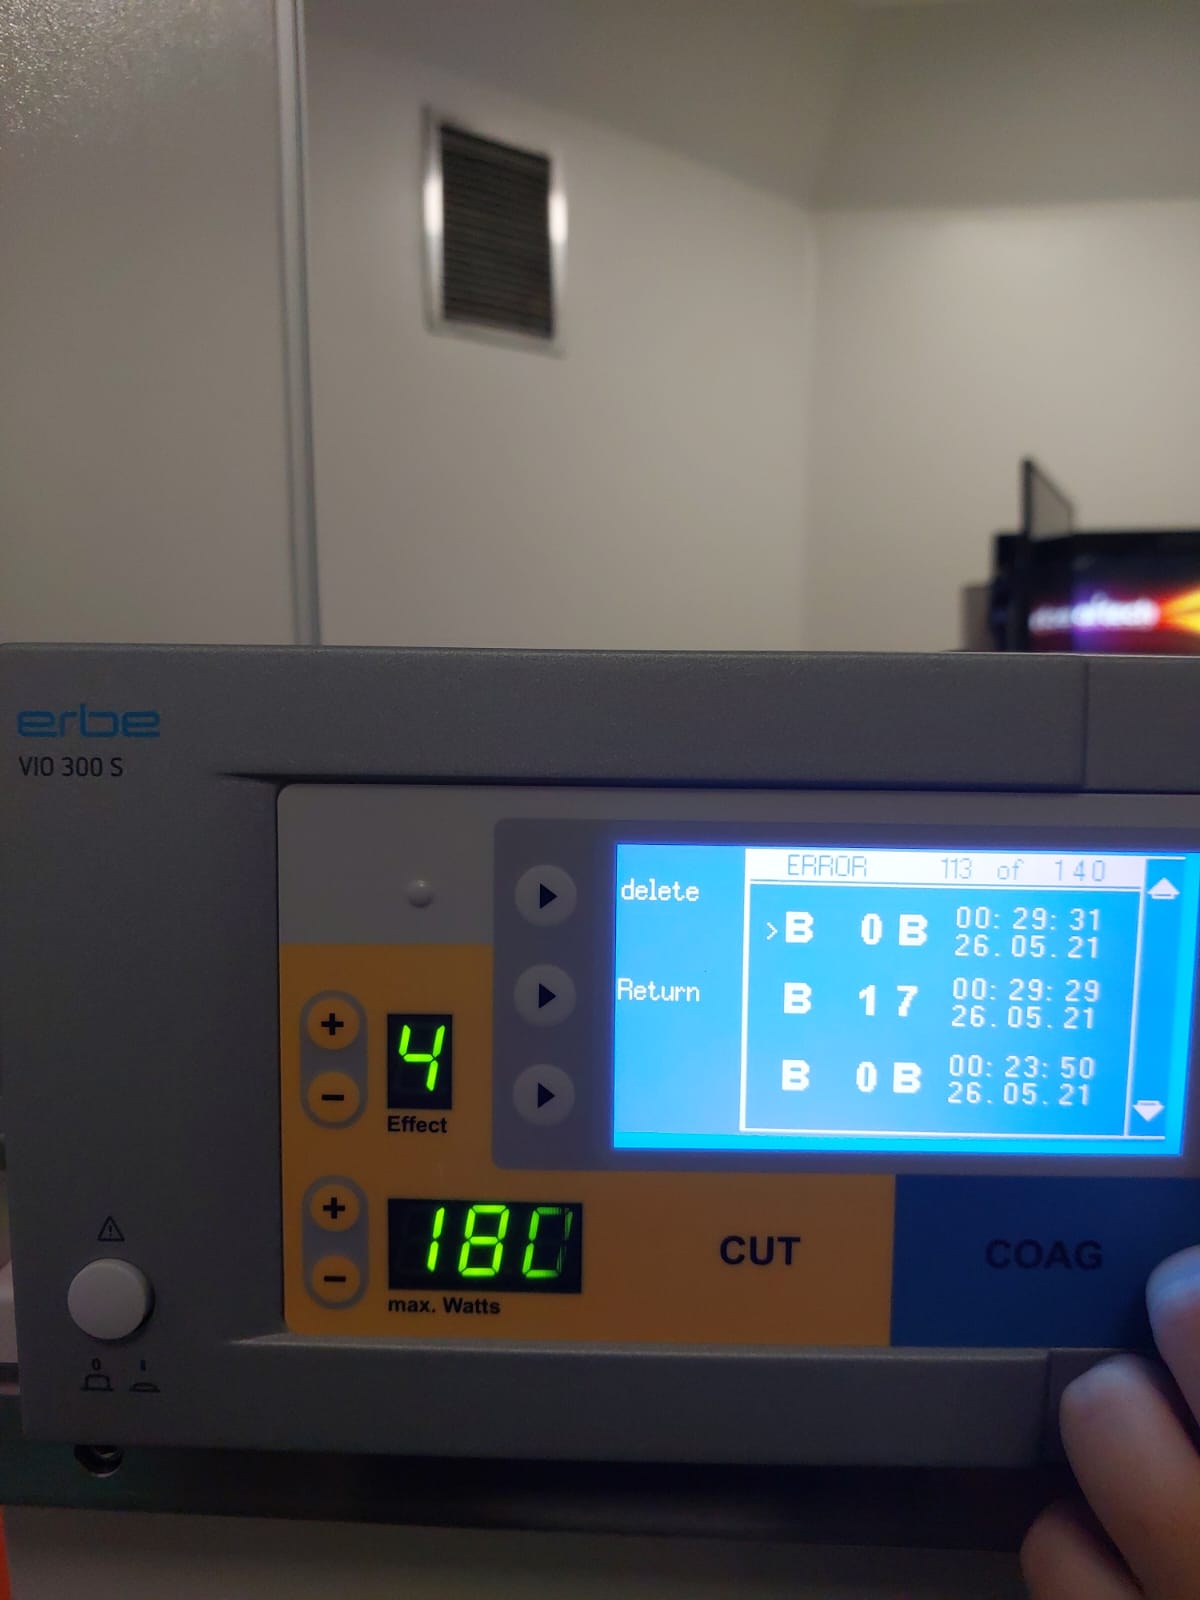 erbe
VIO 300 S
delete
Return
ERROR 113 of 140
>B 0B 00:29:31
26.05.21
B 17 00:29:29
26.05.21
B 0B 00:23:50
26.05.21
+
4
-
Effect
+
180
-
max. Watts
CUT
COAG
0 I